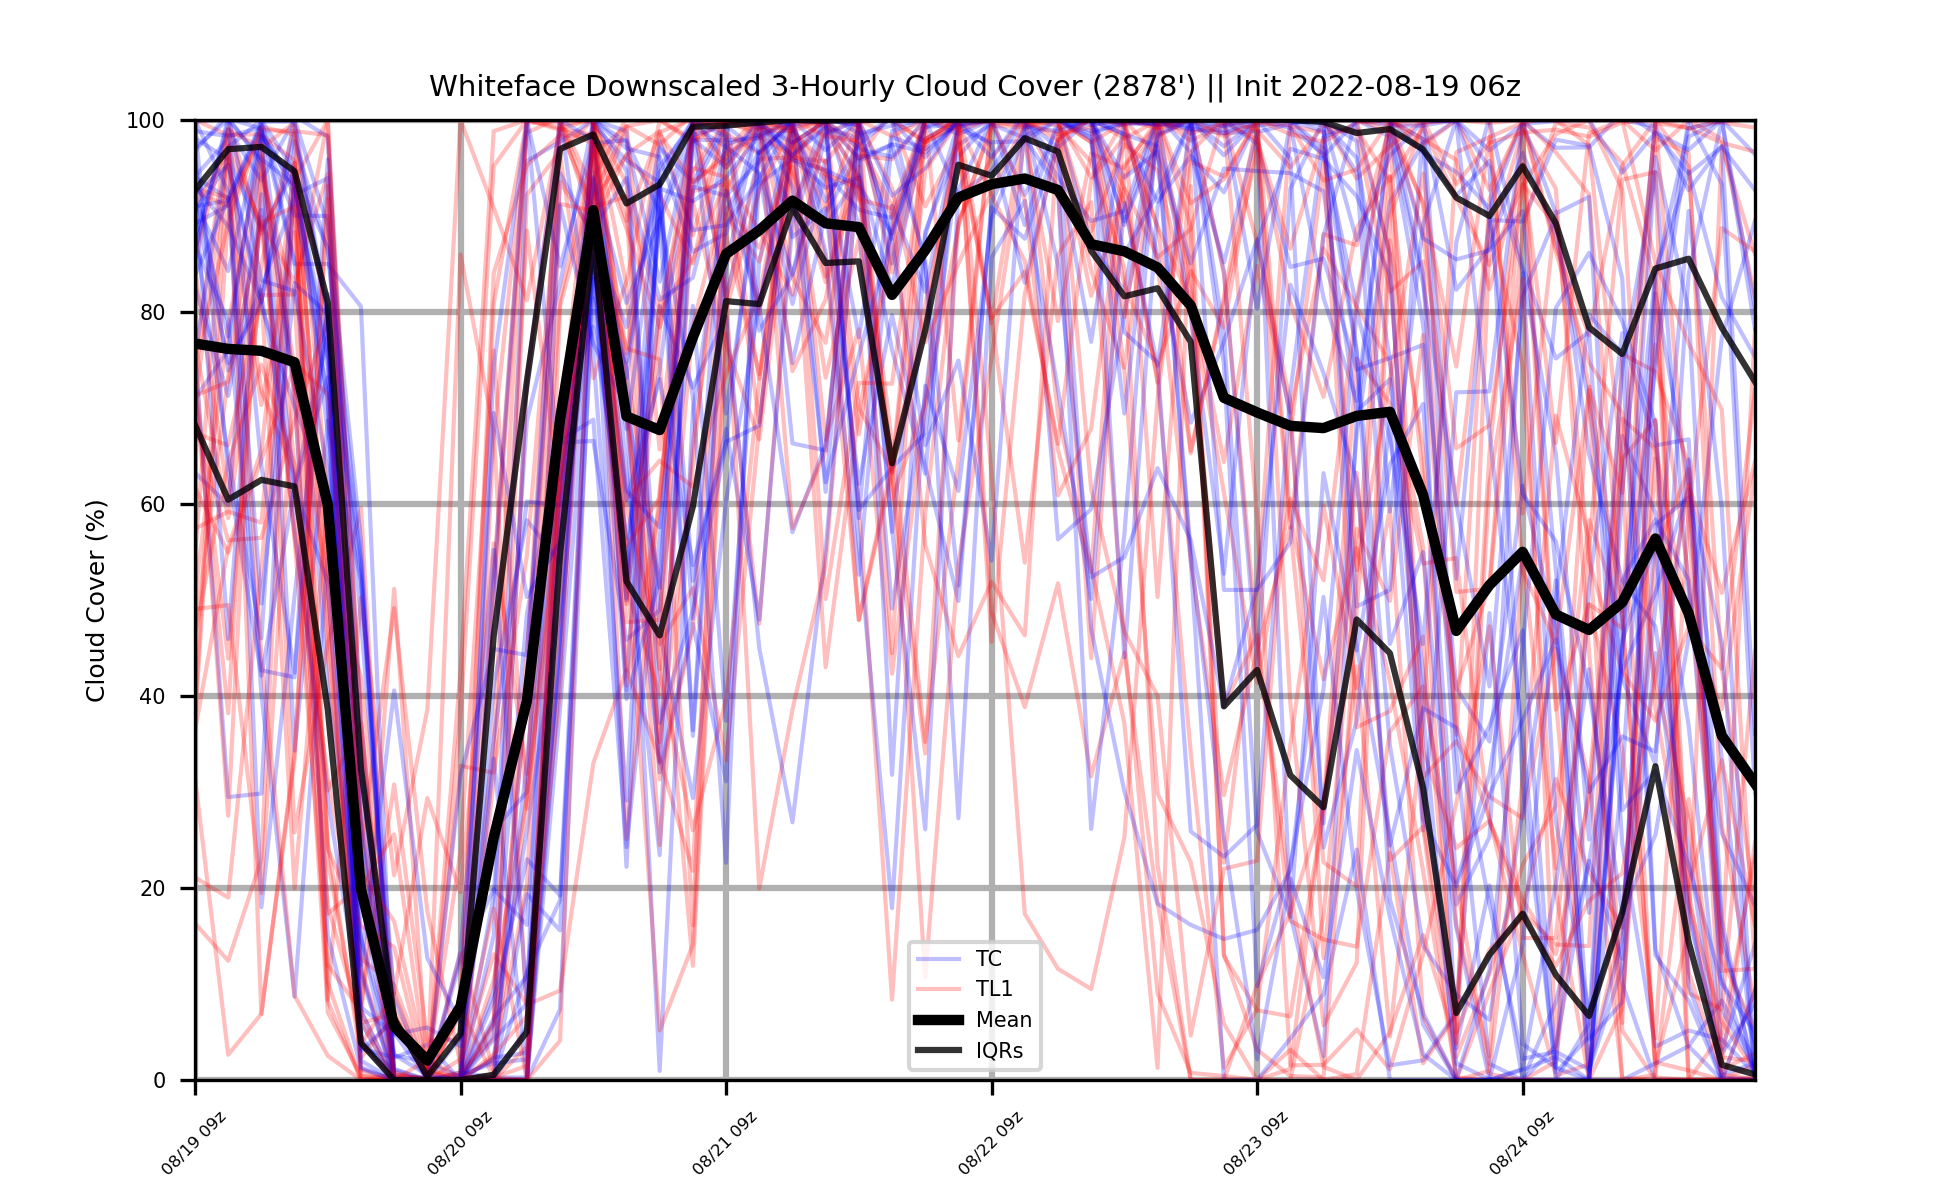 Whiteface Downscaled 3-Hourly Cloud Cover (2878') || Init 2022-08-19 06z
Cloud Cover (%)
100
80
60
40
20
0
TC
TL1
Mean
IQRs
08/19 09z
08/20 09z
08/21 09z
08/22 09z
08/23 09z
08/24 09z